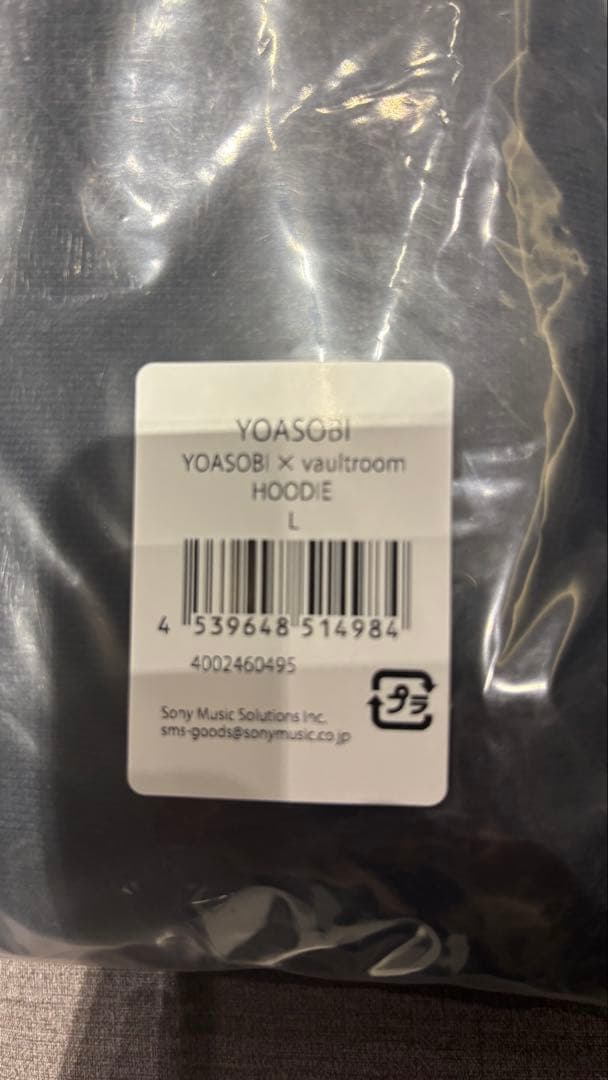 YOASOBI
YOASOBI × vaultroom
HOODIE
L
4 539648 514984
4002460495
プラ
Sony Music Solutions Inc.
sms-goods@sonymusic.co.jp